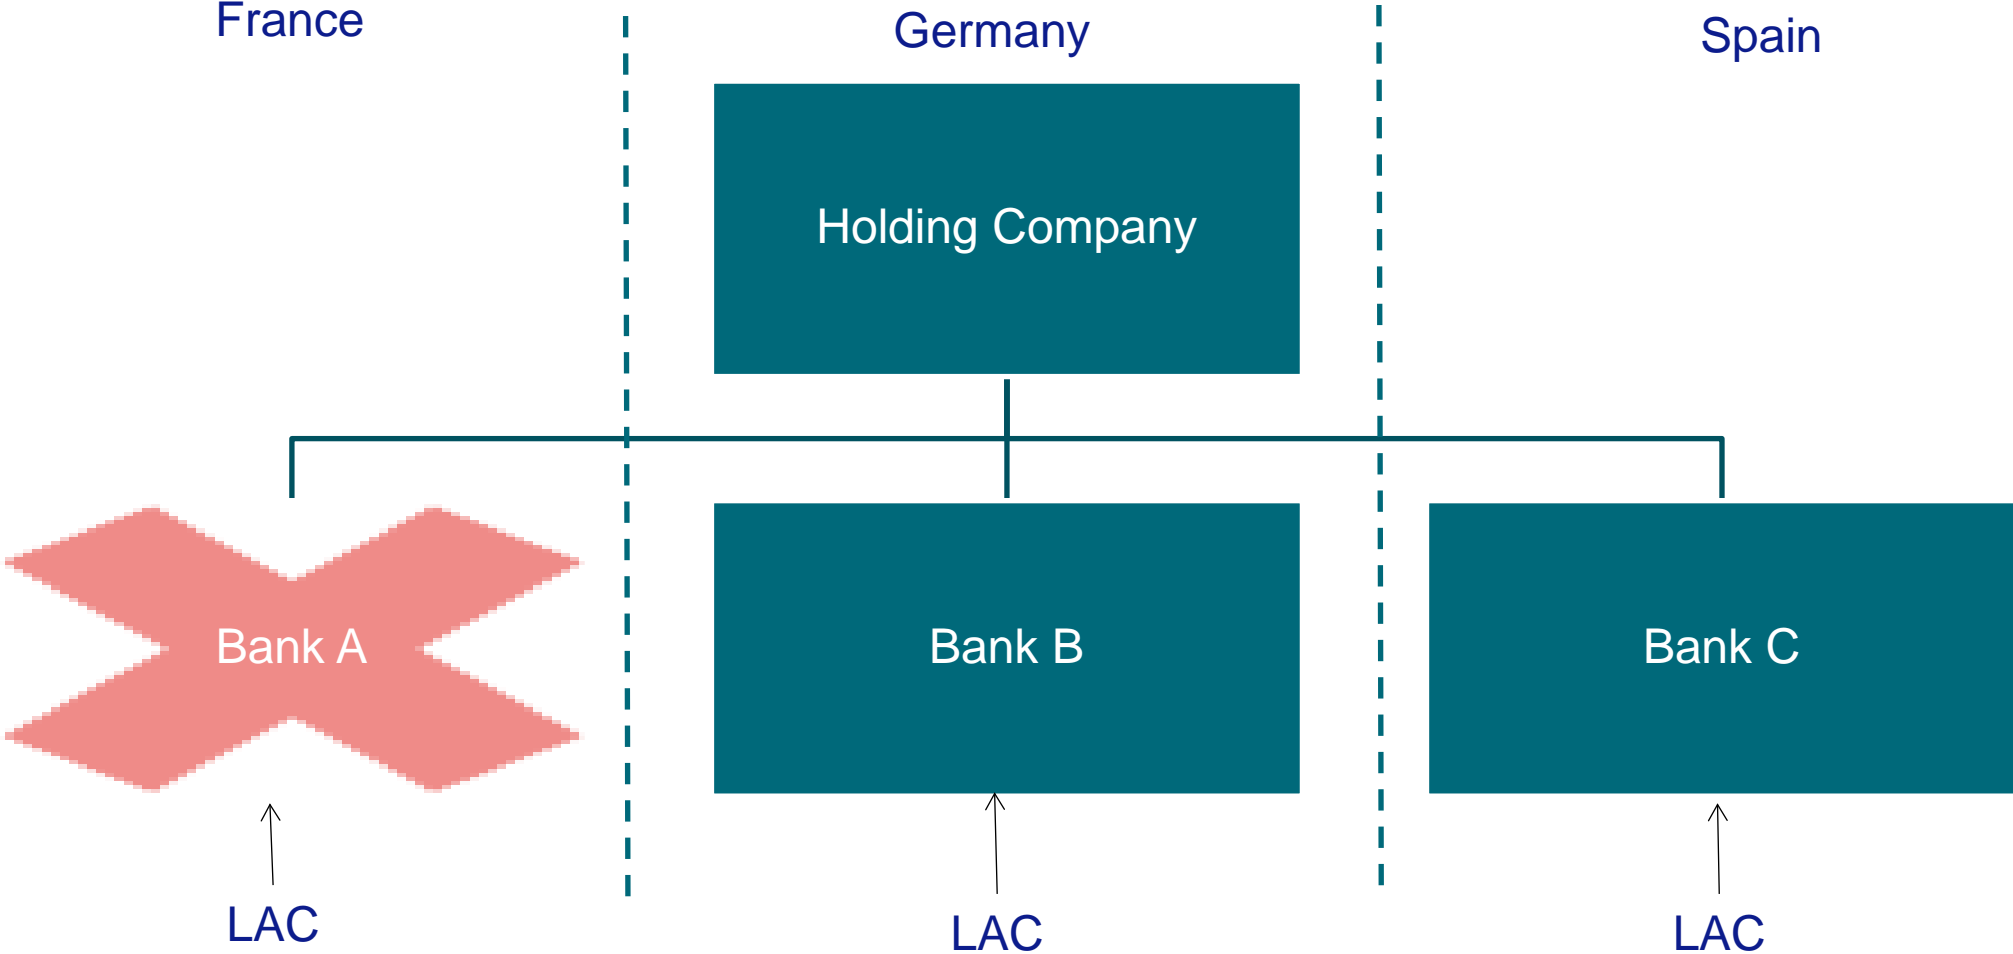 France
Germany
Spain
Holding Company
Bank A
Bank B
Bank C
LAC
LAC
LAC